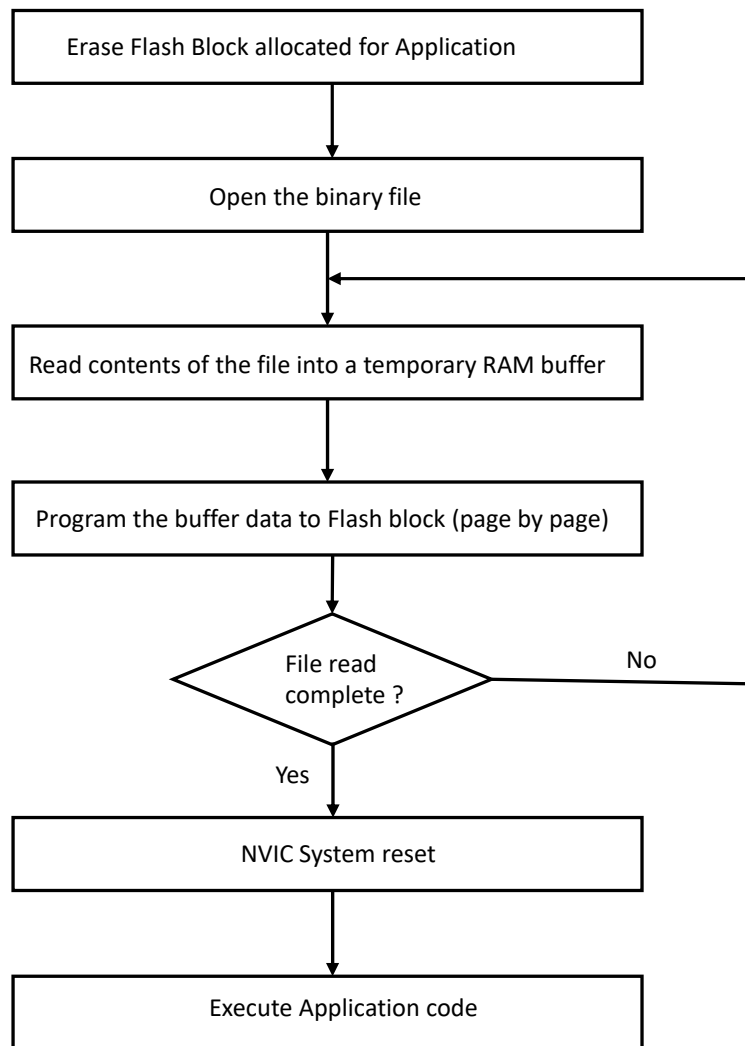 Erase Flash Block allocated for Application
Open the binary file
Read contents of the file into a temporary RAM buffer
Program the buffer data to Flash block (page by page)
File read
complete ?
No
Yes
NVIC System reset
Execute Application code